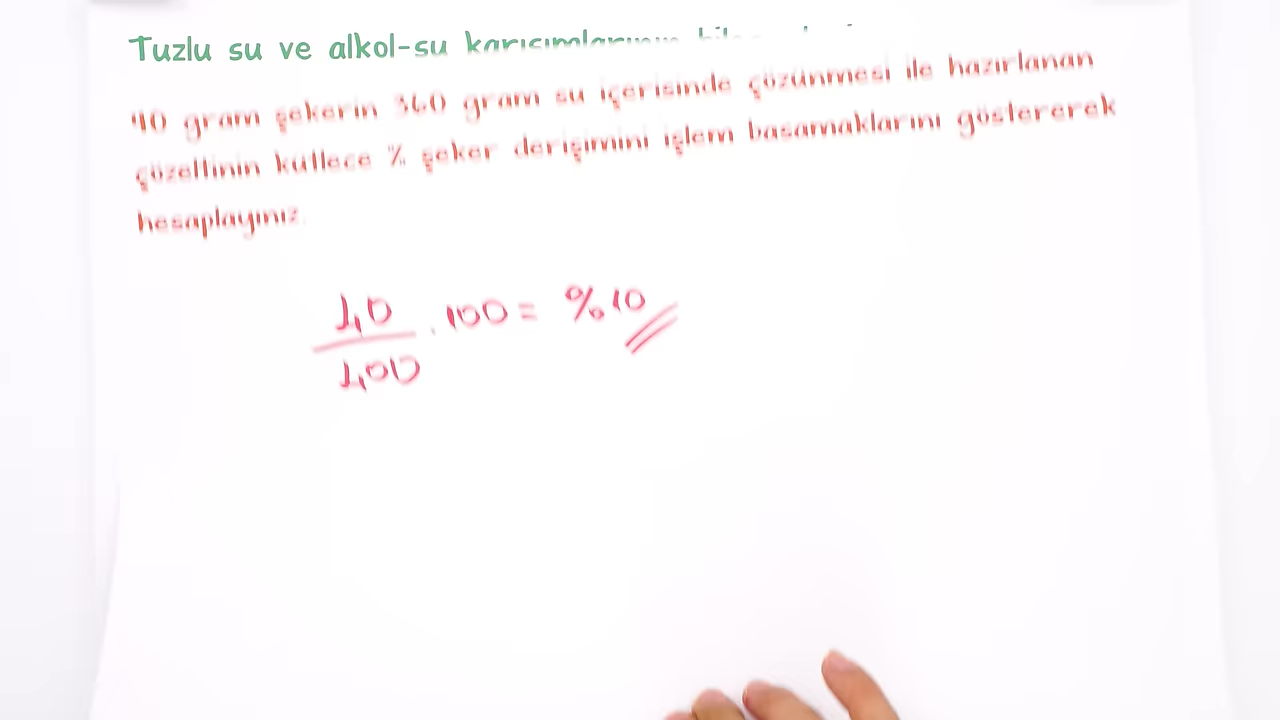 Tuzlu su ve alkol-su karışımlarının
40 gram şekerin 360 gram su içerisinde çözünmesi ile hazırlanan
çözeltinin kütlece % şeker derişimini işlem basamaklarını göstererek
hesaplayınız.
40
400
. 100 = %10